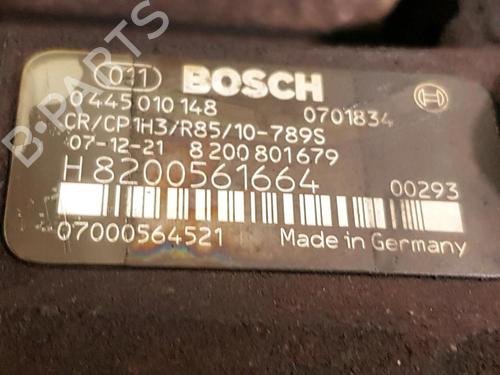 B-PARTS
031 BOSCH
0 445 010 148 0701834
CR/CP1H3/R85/10-789S
07-12-21 8 200 801 679
H 8200561664 00293
07000564521 Made in Germany